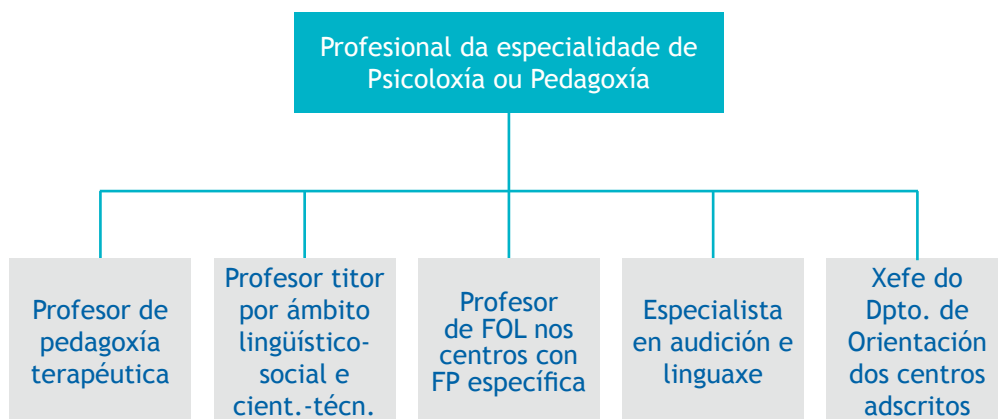 Profesional da especialidade de
Psicoloxía ou Pedagoxía
Profesor de
pedagoxía
terapéutica
Profesor titor
por ámbito
lingüístico-
social e
cient.-técn.
Profesor
de FOL nos
centros con
FP específica
Especialista
en audición e
linguaxe
Xefe do
Dpto. de
Orientación
dos centros
adscritos